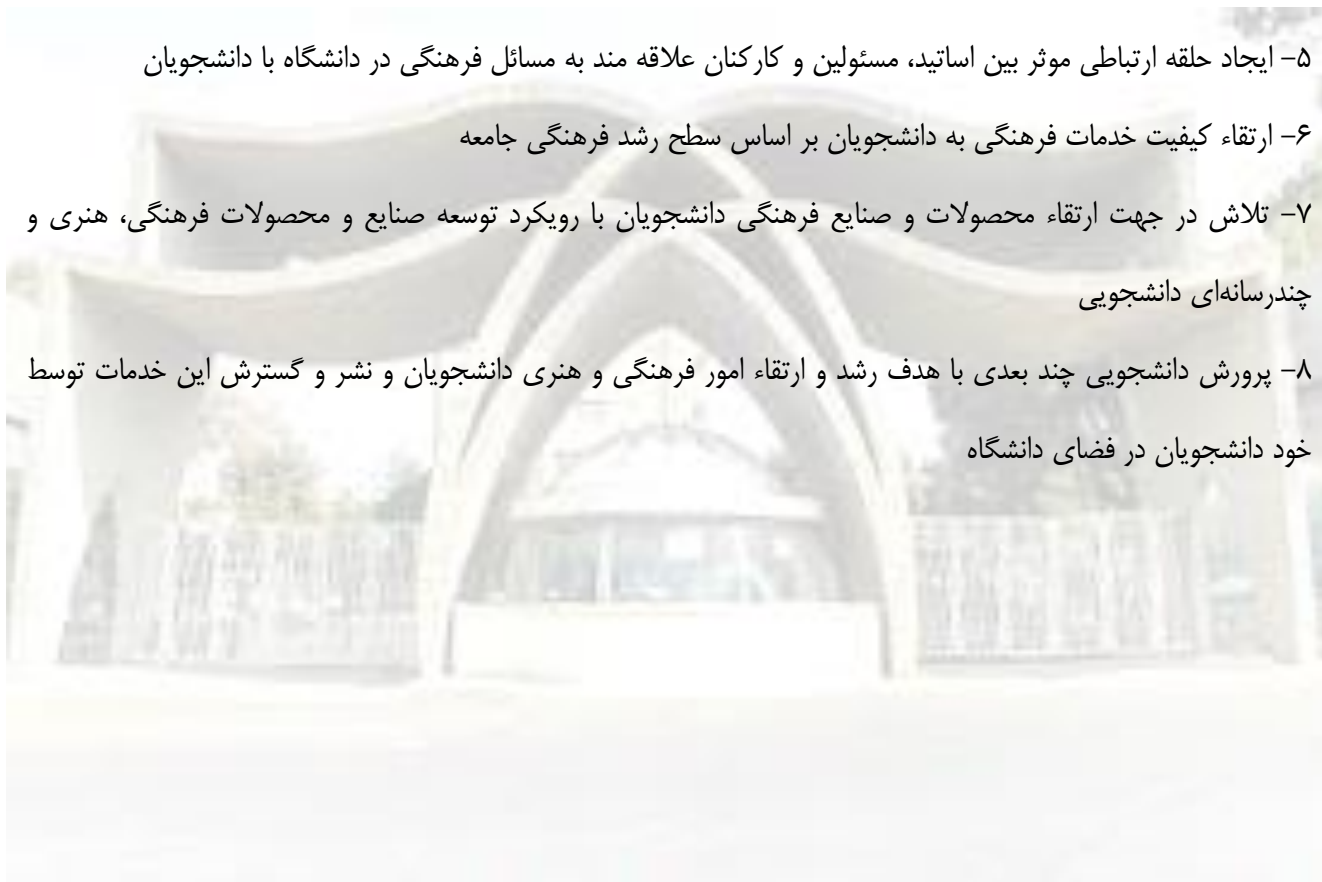 ۵- ایجاد حلقه ارتباطی موثر بین اساتید، مسئولین و کارکنان علاقه مند به مسائل فرهنگی در دانشگاه با دانشجویان
۶- ارتقاء کیفیت خدمات فرهنگی به دانشجویان بر اساس سطح رشد فرهنگی جامعه
۷- تلاش در جهت ارتقاء محصولات و صنایع فرهنگی دانشجویان با رویکرد توسعه صنایع و محصولات فرهنگی، هنری و
چندرسانه‌ای دانشجویی
۸- پرورش دانشجویی چند بعدی با هدف رشد و ارتقاء امور فرهنگی و هنری دانشجویان و نشر و گسترش این خدمات توسط
خود دانشجویان در فضای دانشگاه